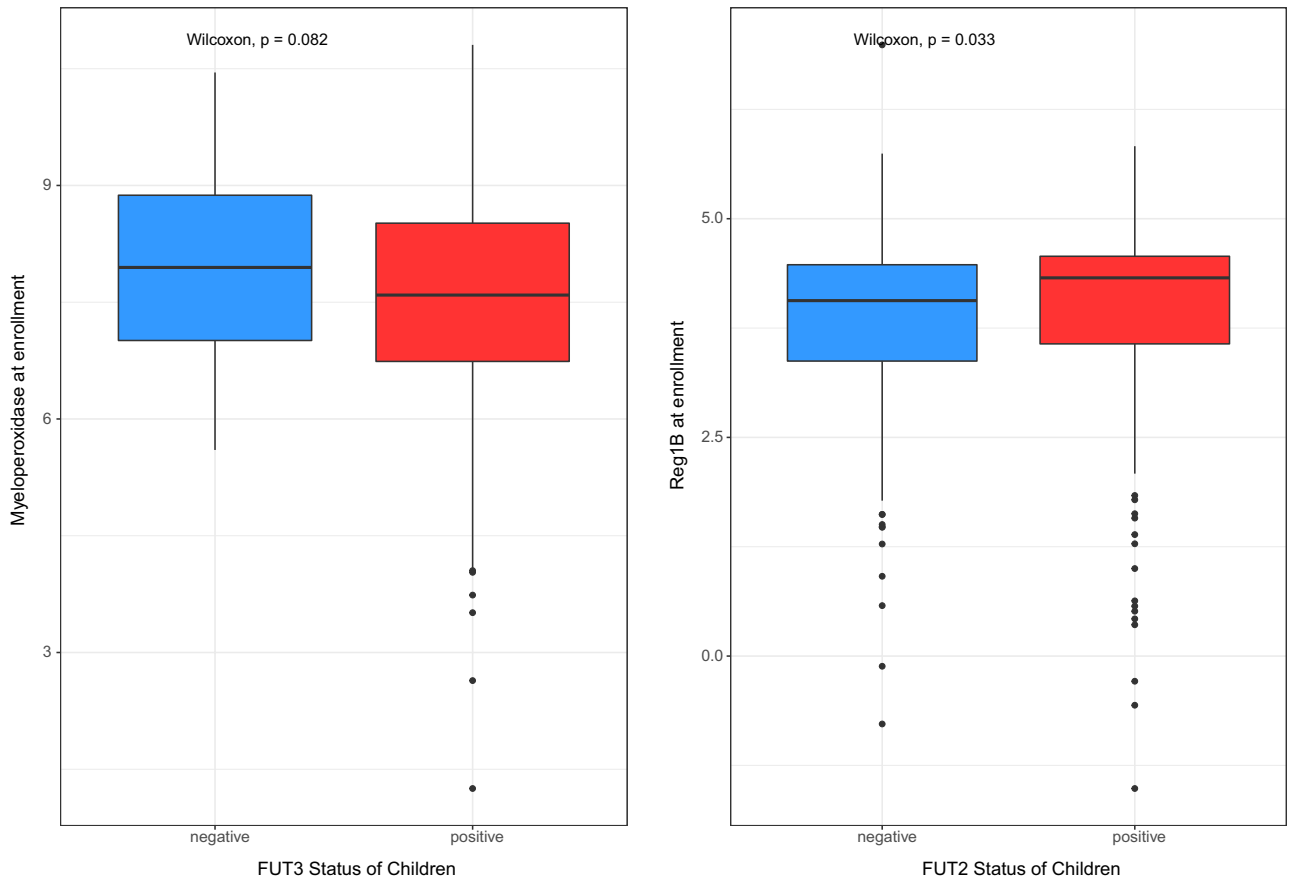 Wilcoxon, p = 0.082
9
6
3
Myeloperoxidase at enrollment
negative
positive
FUT3 Status of Children
Wilcoxon, p = 0.033
5.0
2.5
0.0
Reg1B at enrollment
negative
positive
FUT2 Status of Children